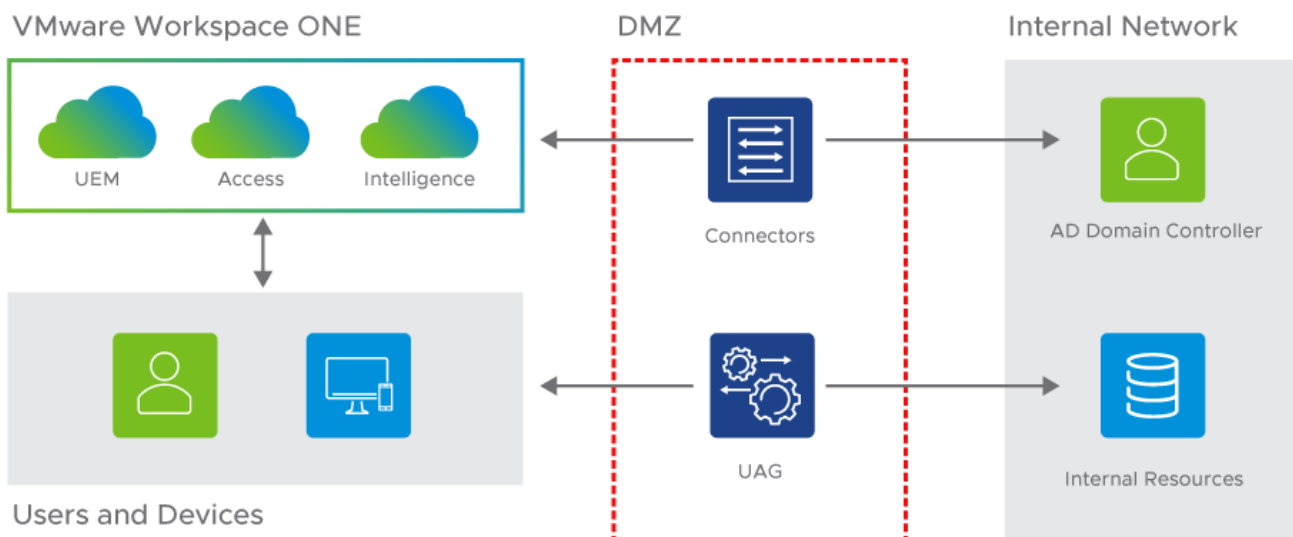 VMware Workspace ONE
DMZ
Internal Network
UEM
Access
Intelligence
Connectors
AD Domain Controller
UAG
Internal Resources
Users and Devices